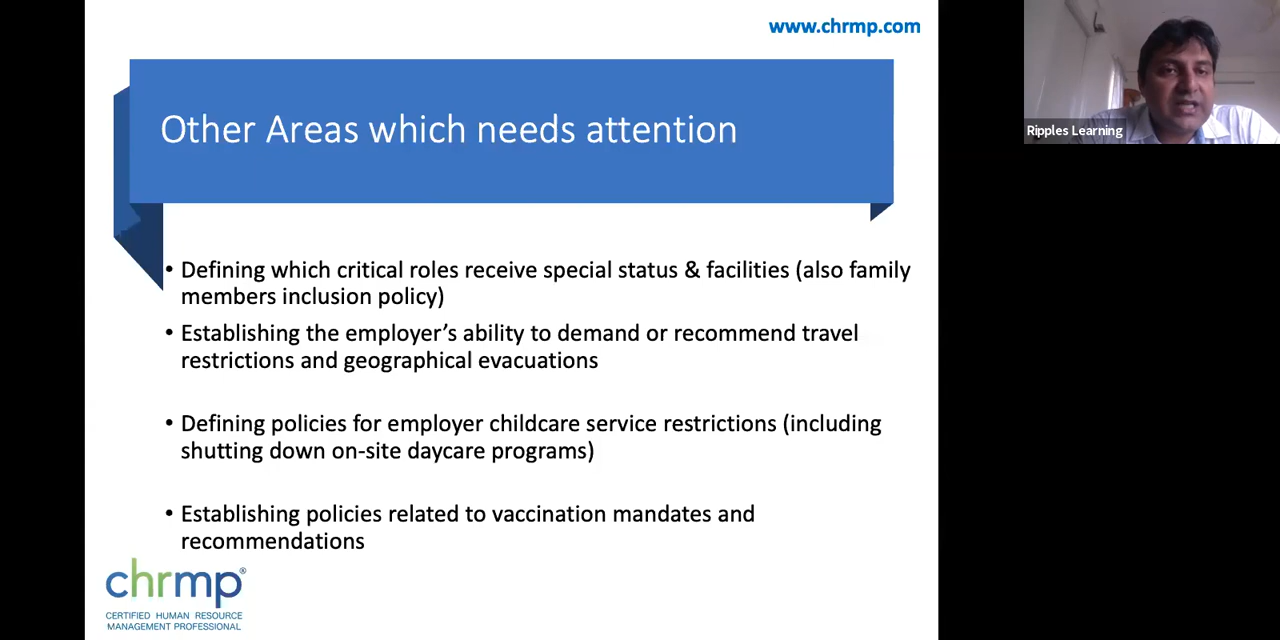 www.chrmp.com
Other Areas which needs attention
• Defining which critical roles receive special status & facilities (also family
members inclusion policy)
• Establishing the employer’s ability to demand or recommend travel
restrictions and geographical evacuations
• Defining policies for employer childcare service restrictions (including
shutting down on-site daycare programs)
• Establishing policies related to vaccination mandates and
recommendations
chrmp®
CERTIFIED HUMAN RESOURCE
MANAGEMENT PROFESSIONAL
Ripples Learning